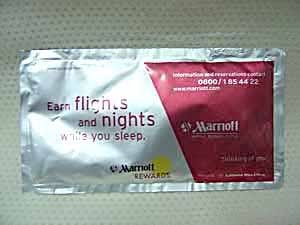 Earn flights
and nights
while you sleep.
Marriott
REWARDS
Information and reservations contact
0800/1 85 44 22
www.marriott.com
Marriott
Thinking of you